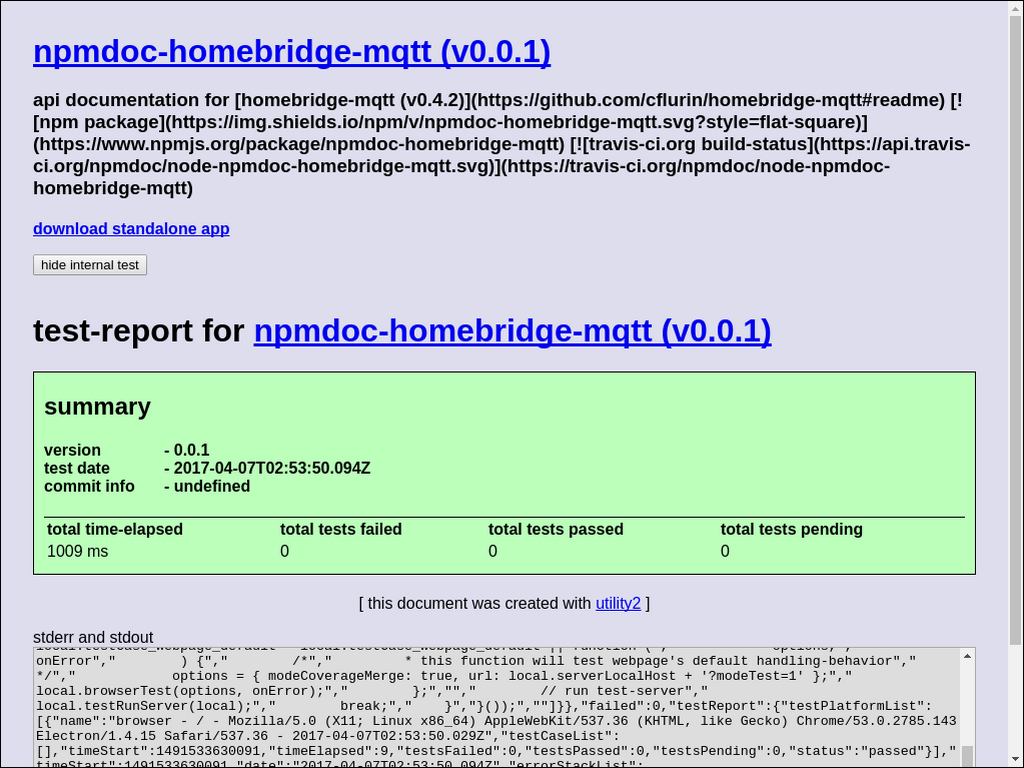 npmdoc-homebridge-mqtt (v0.0.1)
api documentation for [homebridge-mqtt (v0.4.2)](https://github.com/cflurin/homebridge-mqtt#readme) [!
[npm package](https://img.shields.io/npm/v/npmdoc-homebridge-mqtt.svg?style=flat-square)]
(https://www.npmjs.org/package/npmdoc-homebridge-mqtt) [![travis-ci.org build-status](https://api.travis-
ci.org/npmdoc/node-npmdoc-homebridge-mqtt.svg)](https://travis-ci.org/npmdoc/node-npmdoc-
homebridge-mqtt)
download standalone app
hide internal test
test-report for npmdoc-homebridge-mqtt (v0.0.1)
summary
version - 0.0.1
test date - 2017-04-07T02:53:50.094Z
commit info - undefined
total time-elapsed total tests failed total tests passed total tests pending
1009 ms 0 0 0
[ this document was created with utility2 ]
stderr and stdout
local.testCase_webpage_default = local.testCase_webpage_default || function ("," options,",
onError"," ) {"," /*"," * this function will test webpage's default handling-behavior","
*/"," options = { modeCoverageMerge: true, url: local.serverLocalHost + '?modeTest=1' };","
local.browserTest(options, onError);"," };",""," // run test-server","
local.testRunServer(local);"," break;"," }","}());",""]}},"failed":0,"testReport":{"testPlatformList":
[{"name":"browser - / - Mozilla/5.0 (X11; Linux x86_64) AppleWebKit/537.36 (KHTML, like Gecko) Chrome/53.0.2785.143
Electron/1.4.15 Safari/537.36 - 2017-04-07T02:53:50.029Z","testCaseList":
[],"timeStart":1491533630091,"timeElapsed":9,"testsFailed":0,"testsPassed":0,"testsPending":0,"status":"passed"}],"
timeStart":1491533630091,"date":"2017-04-07T02:53:50.094Z","errorStackList":